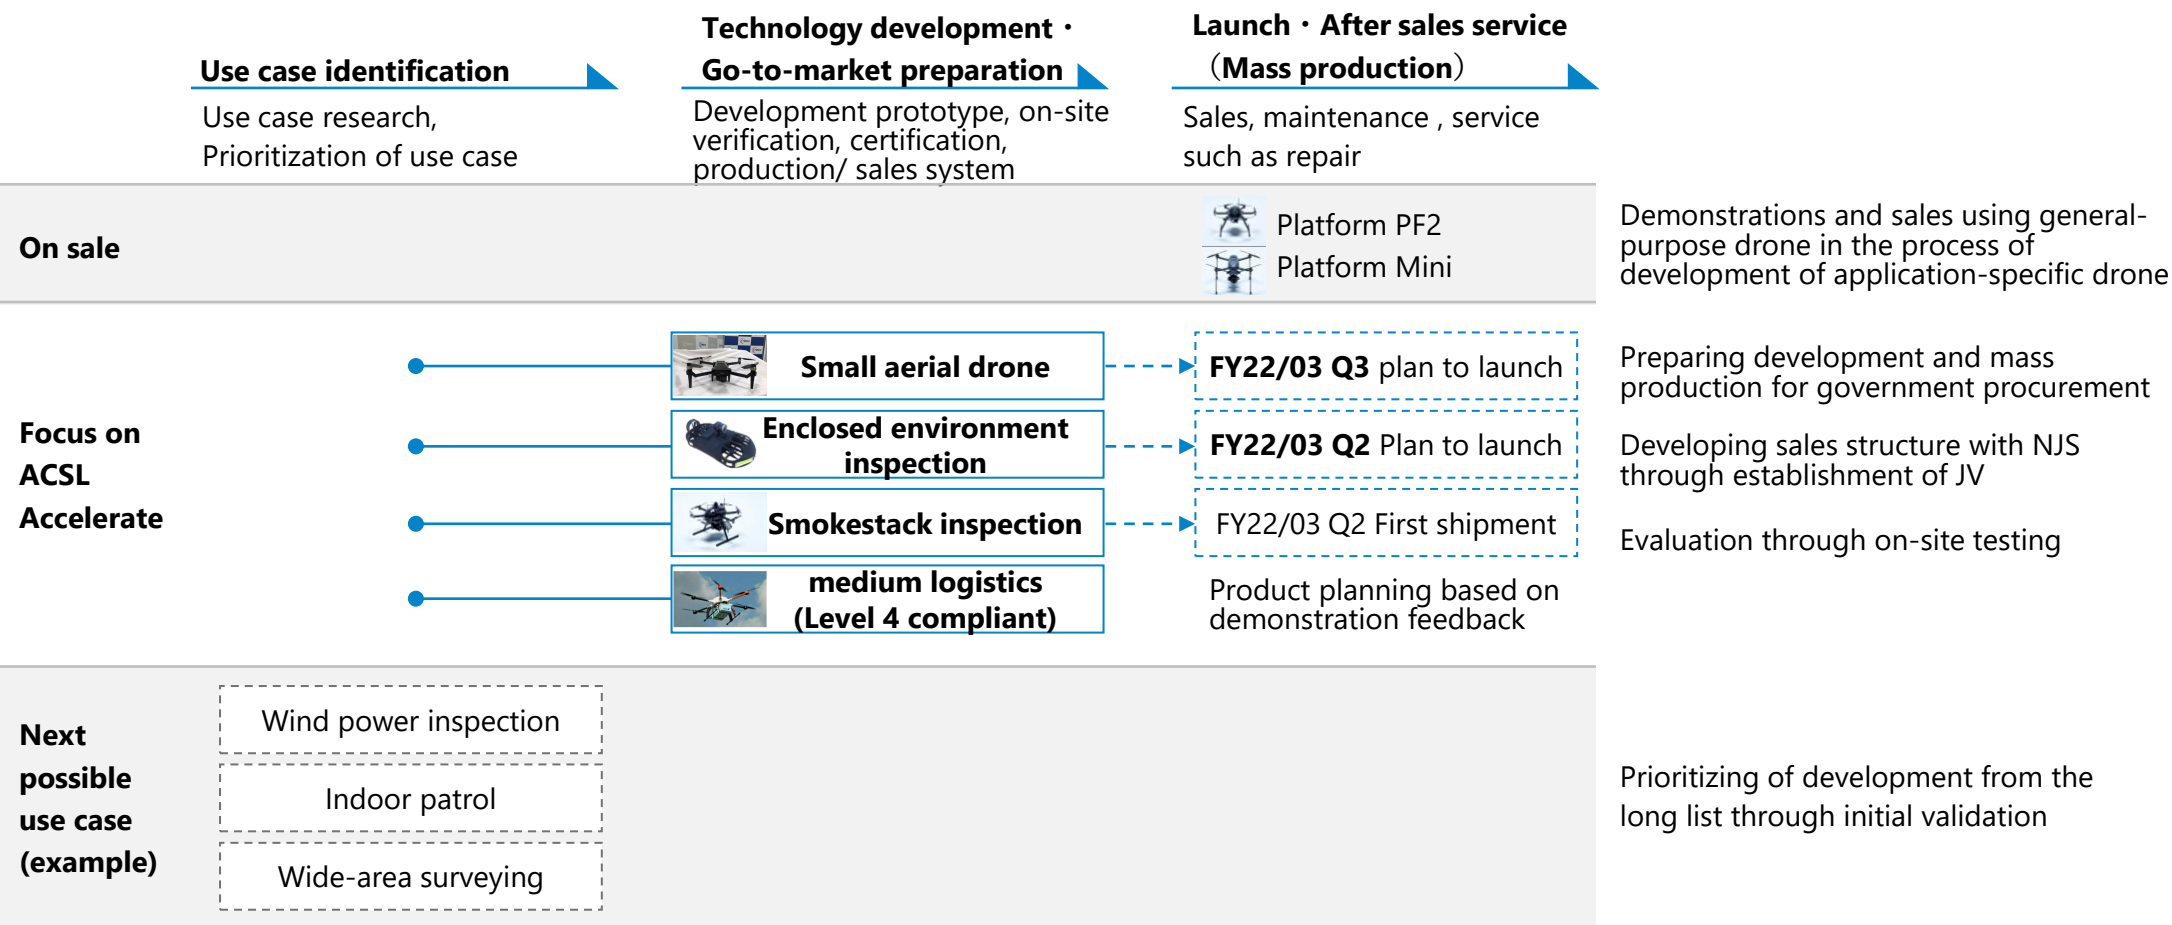 Use case identification
Technology development・
Go-to-market preparation
Launch・After sales service
（Mass production）
Use case research,
Prioritization of use case
Development prototype, on-site
verification, certification,
production/ sales system
Sales, maintenance , service
such as repair
On sale
Platform PF2
Platform Mini
Demonstrations and sales using general-
purpose drone in the process of
development of application-specific drone
Focus on
ACSL
Accelerate
Small aerial drone
FY22/03 Q3 plan to launch
Preparing development and mass
production for government procurement
Enclosed environment
inspection
FY22/03 Q2 Plan to launch
Developing sales structure with NJS
through establishment of JV
Smokestack inspection
FY22/03 Q2 First shipment
Evaluation through on-site testing
medium logistics
(Level 4 compliant)
Product planning based on
demonstration feedback
Next
possible
use case
(example)
Wind power inspection
Indoor patrol
Wide-area surveying
Prioritizing of development from the
long list through initial validation